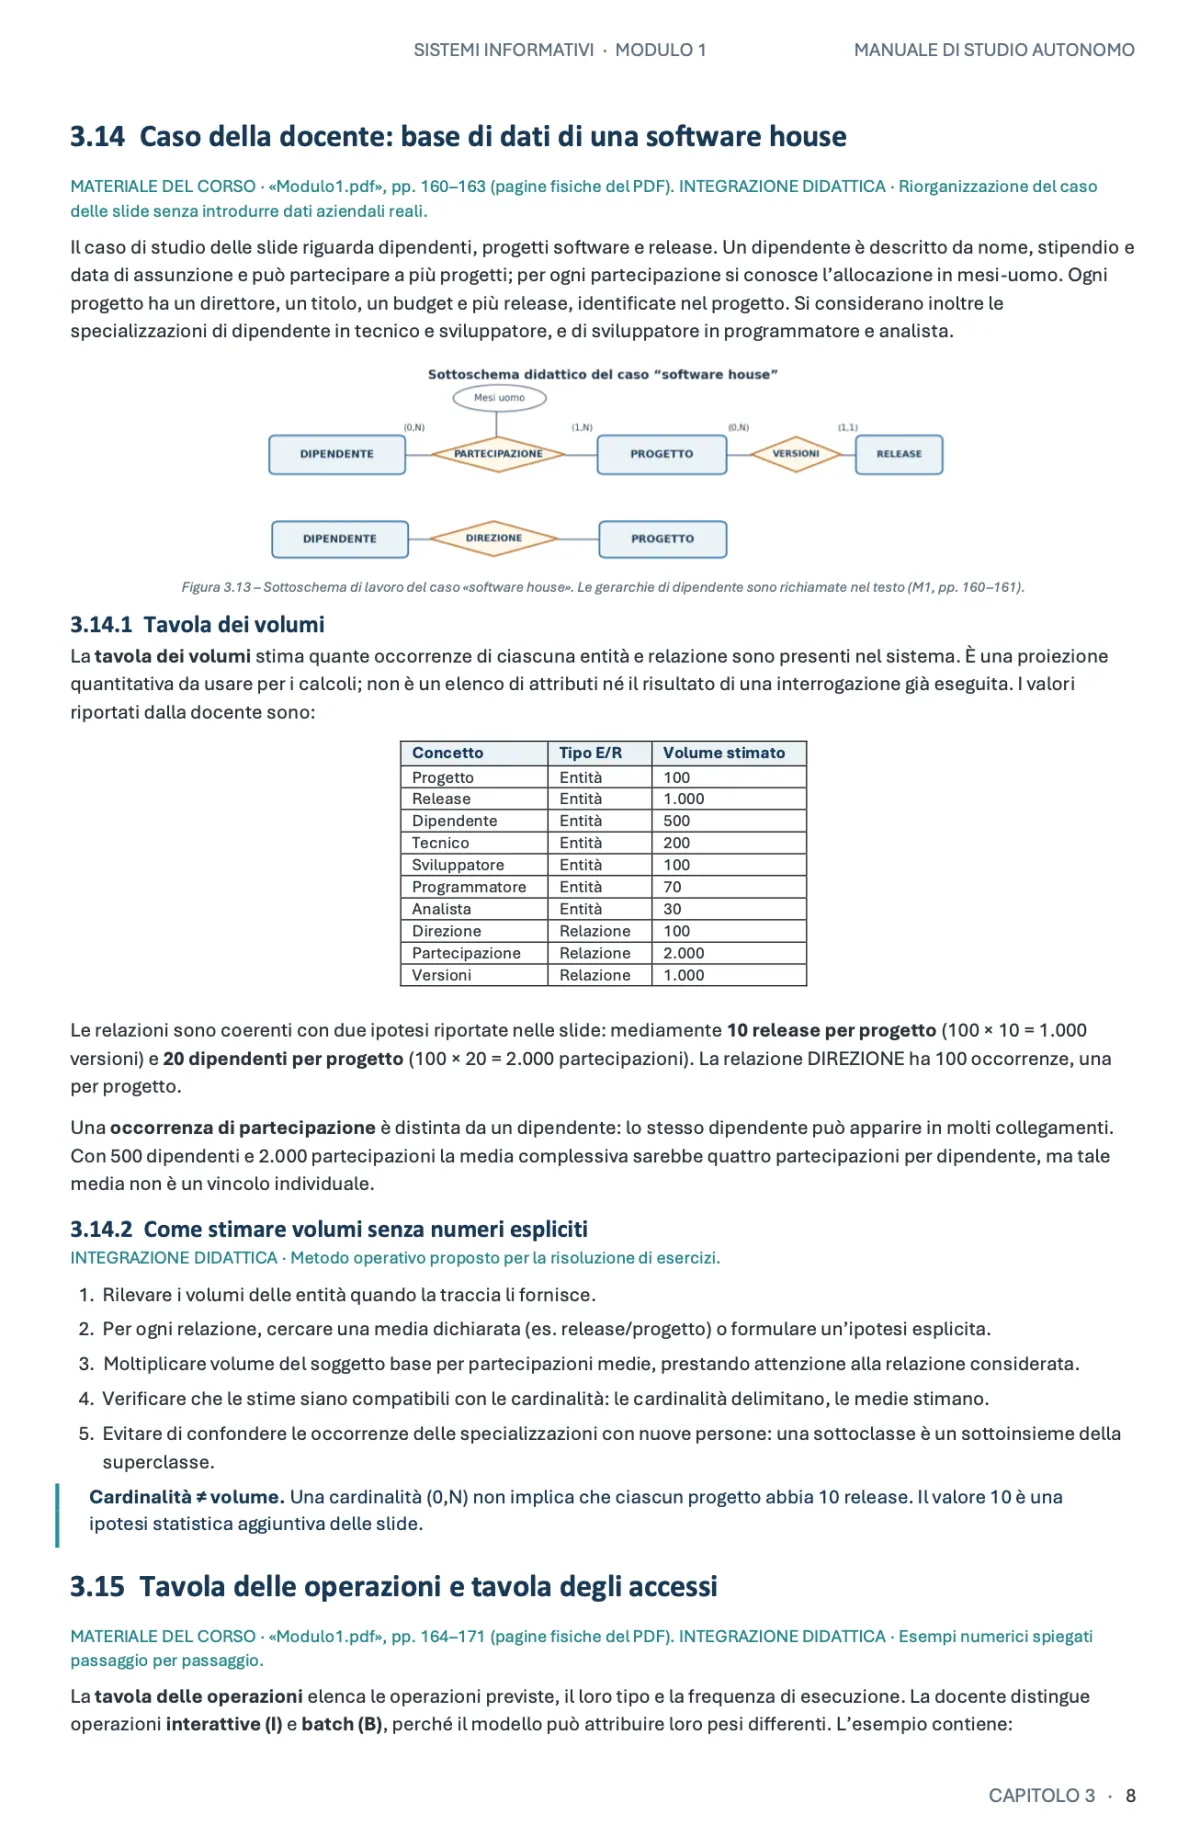 SISTEMI INFORMATIVI · MODULO 1 MANUALE DI STUDIO AUTONOMO
3.14 Caso della docente: base di dati di una software house
MATERIALE DEL CORSO · «Modulo1.pdf», pp. 160–163 (pagine fisiche del PDF). INTEGRAZIONE DIDATTICA · Riorganizzazione del caso
delle slide senza introdurre dati aziendali reali.
Il caso di studio delle slide riguarda dipendenti, progetti software e release. Un dipendente è descritto da nome, stipendio e
data di assunzione e può partecipare a più progetti; per ogni partecipazione si conosce l’allocazione in mesi-uomo. Ogni
progetto ha un direttore, un titolo, un budget e più release, identificate nel progetto. Si considerano inoltre le
specializzazioni di dipendente in tecnico e sviluppatore, e di sviluppatore in programmatore e analista.
Sottoschema didattico del caso “software house”
Mesi uomo
(0,N) (1,N) (0,N) (1,1)
DIPENDENTE PARTECIPAZIONE PROGETTO VERSIONI RELEASE
DIPENDENTE DIREZIONE PROGETTO
Figura 3.13 – Sottoschema di lavoro del caso «software house». Le gerarchie di dipendente sono richiamate nel testo (M1, pp. 160–161).
3.14.1 Tavola dei volumi
La tavola dei volumi stima quante occorrenze di ciascuna entità e relazione sono presenti nel sistema. È una proiezione
quantitativa da usare per i calcoli; non è un elenco di attributi né il risultato di una interrogazione già eseguita. I valori
riportati dalla docente sono:
Concetto Tipo E/R Volume stimato
Progetto Entità 100
Release Entità 1.000
Dipendente Entità 500
Tecnico Entità 200
Sviluppatore Entità 100
Programmatore Entità 70
Analista Entità 30
Direzione Relazione 100
Partecipazione Relazione 2.000
Versioni Relazione 1.000
Le relazioni sono coerenti con due ipotesi riportate nelle slide: mediamente 10 release per progetto (100 × 10 = 1.000
versioni) e 20 dipendenti per progetto (100 × 20 = 2.000 partecipazioni). La relazione DIREZIONE ha 100 occorrenze, una
per progetto.
Una occorrenza di partecipazione è distinta da un dipendente: lo stesso dipendente può apparire in molti collegamenti.
Con 500 dipendenti e 2.000 partecipazioni la media complessiva sarebbe quattro partecipazioni per dipendente, ma tale
media non è un vincolo individuale.
3.14.2 Come stimare volumi senza numeri espliciti
INTEGRAZIONE DIDATTICA · Metodo operativo proposto per la risoluzione di esercizi.
1. Rilevare i volumi delle entità quando la traccia li fornisce.
2. Per ogni relazione, cercare una media dichiarata (es. release/progetto) o formulare un’ipotesi esplicita.
3. Moltiplicare volume del soggetto base per partecipazioni medie, prestando attenzione alla relazione considerata.
4. Verificare che le stime siano compatibili con le cardinalità: le cardinalità delimitano, le medie stimano.
5. Evitare di confondere le occorrenze delle specializzazioni con nuove persone: una sottoclasse è un sottoinsieme della
superclasse.
Cardinalità ≠ volume. Una cardinalità (0,N) non implica che ciascun progetto abbia 10 release. Il valore 10 è una
ipotesi statistica aggiuntiva delle slide.
3.15 Tavola delle operazioni e tavola degli accessi
MATERIALE DEL CORSO · «Modulo1.pdf», pp. 164–171 (pagine fisiche del PDF). INTEGRAZIONE DIDATTICA · Esempi numerici spiegati
passaggio per passaggio.
La tavola delle operazioni elenca le operazioni previste, il loro tipo e la frequenza di esecuzione. La docente distingue
operazioni interattive (I) e batch (B), perché il modello può attribuire loro pesi differenti. L’esempio contiene:
CAPITOLO 3 · 8